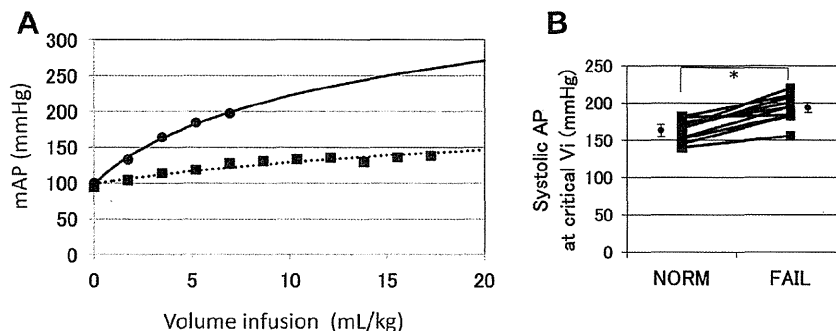 A
mAP (mmHg)
300
250
200
150
100
50
0
0
5
10
15
20
Volume infusion (mL/kg)
B
Systolic AP
at critical Vi (mmHg)
250
200
150
100
50
0
*
NORM
FAIL